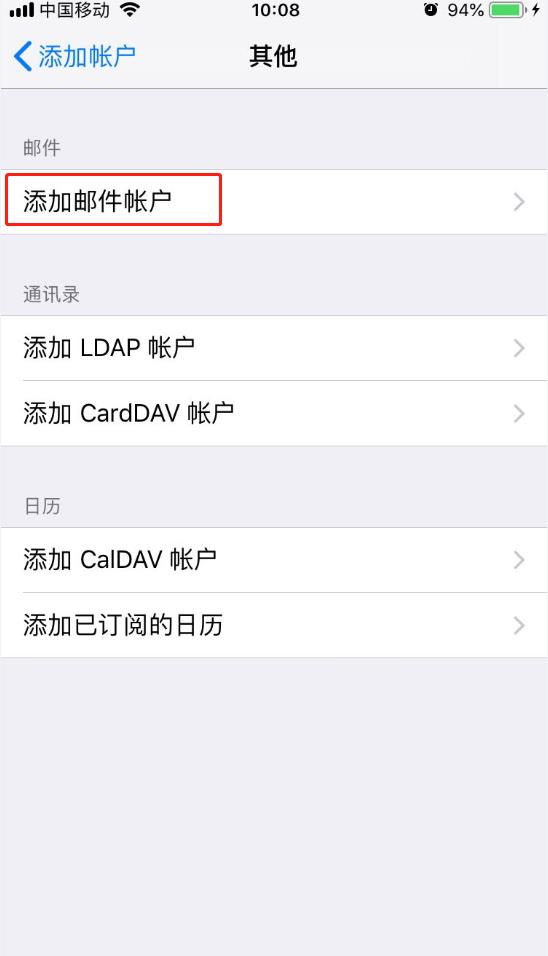 中国移动 10:08 94%
添加帐户 其他
邮件
添加邮件帐户
通讯录
添加 LDAP 帐户
添加 CardDAV 帐户
日历
添加 CalDAV 帐户
添加已订阅的日历